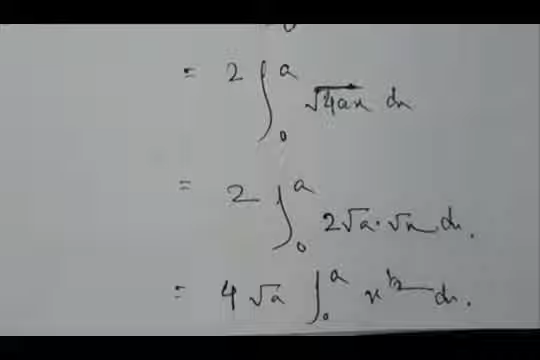 = 2 ∫₀ᵃ √4ax dx
= 2 ∫₀ᵃ 2√a · √x dx.
= 4 √a ∫₀ᵃ x^1/2 dx.